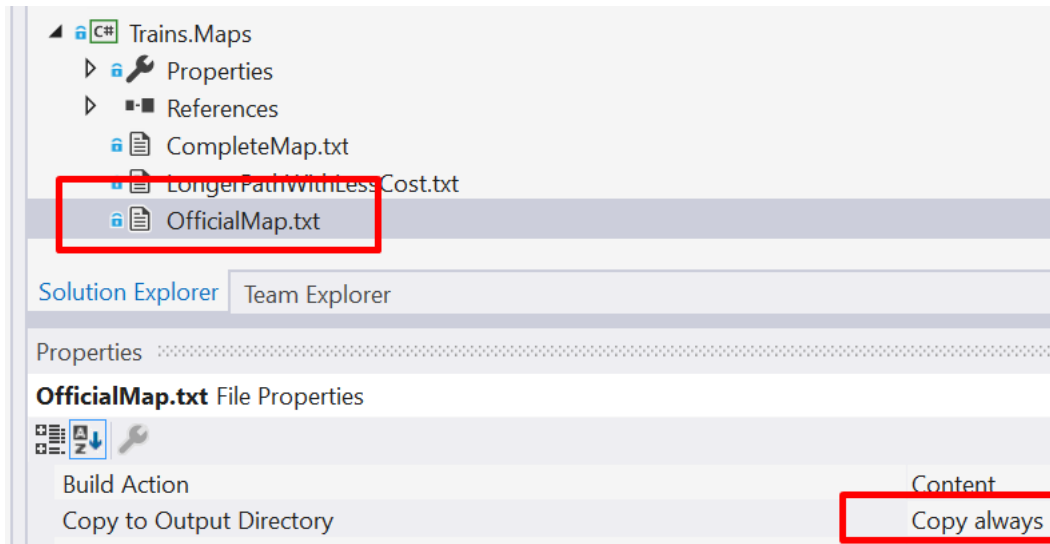 C# Trains.Maps
Properties
References
CompleteMap.txt
LongerPathWithLessCost.txt
OfficialMap.txt
Solution Explorer Team Explorer
Properties
OfficialMap.txt File Properties
A Z
Build Action Content
Copy to Output Directory Copy always